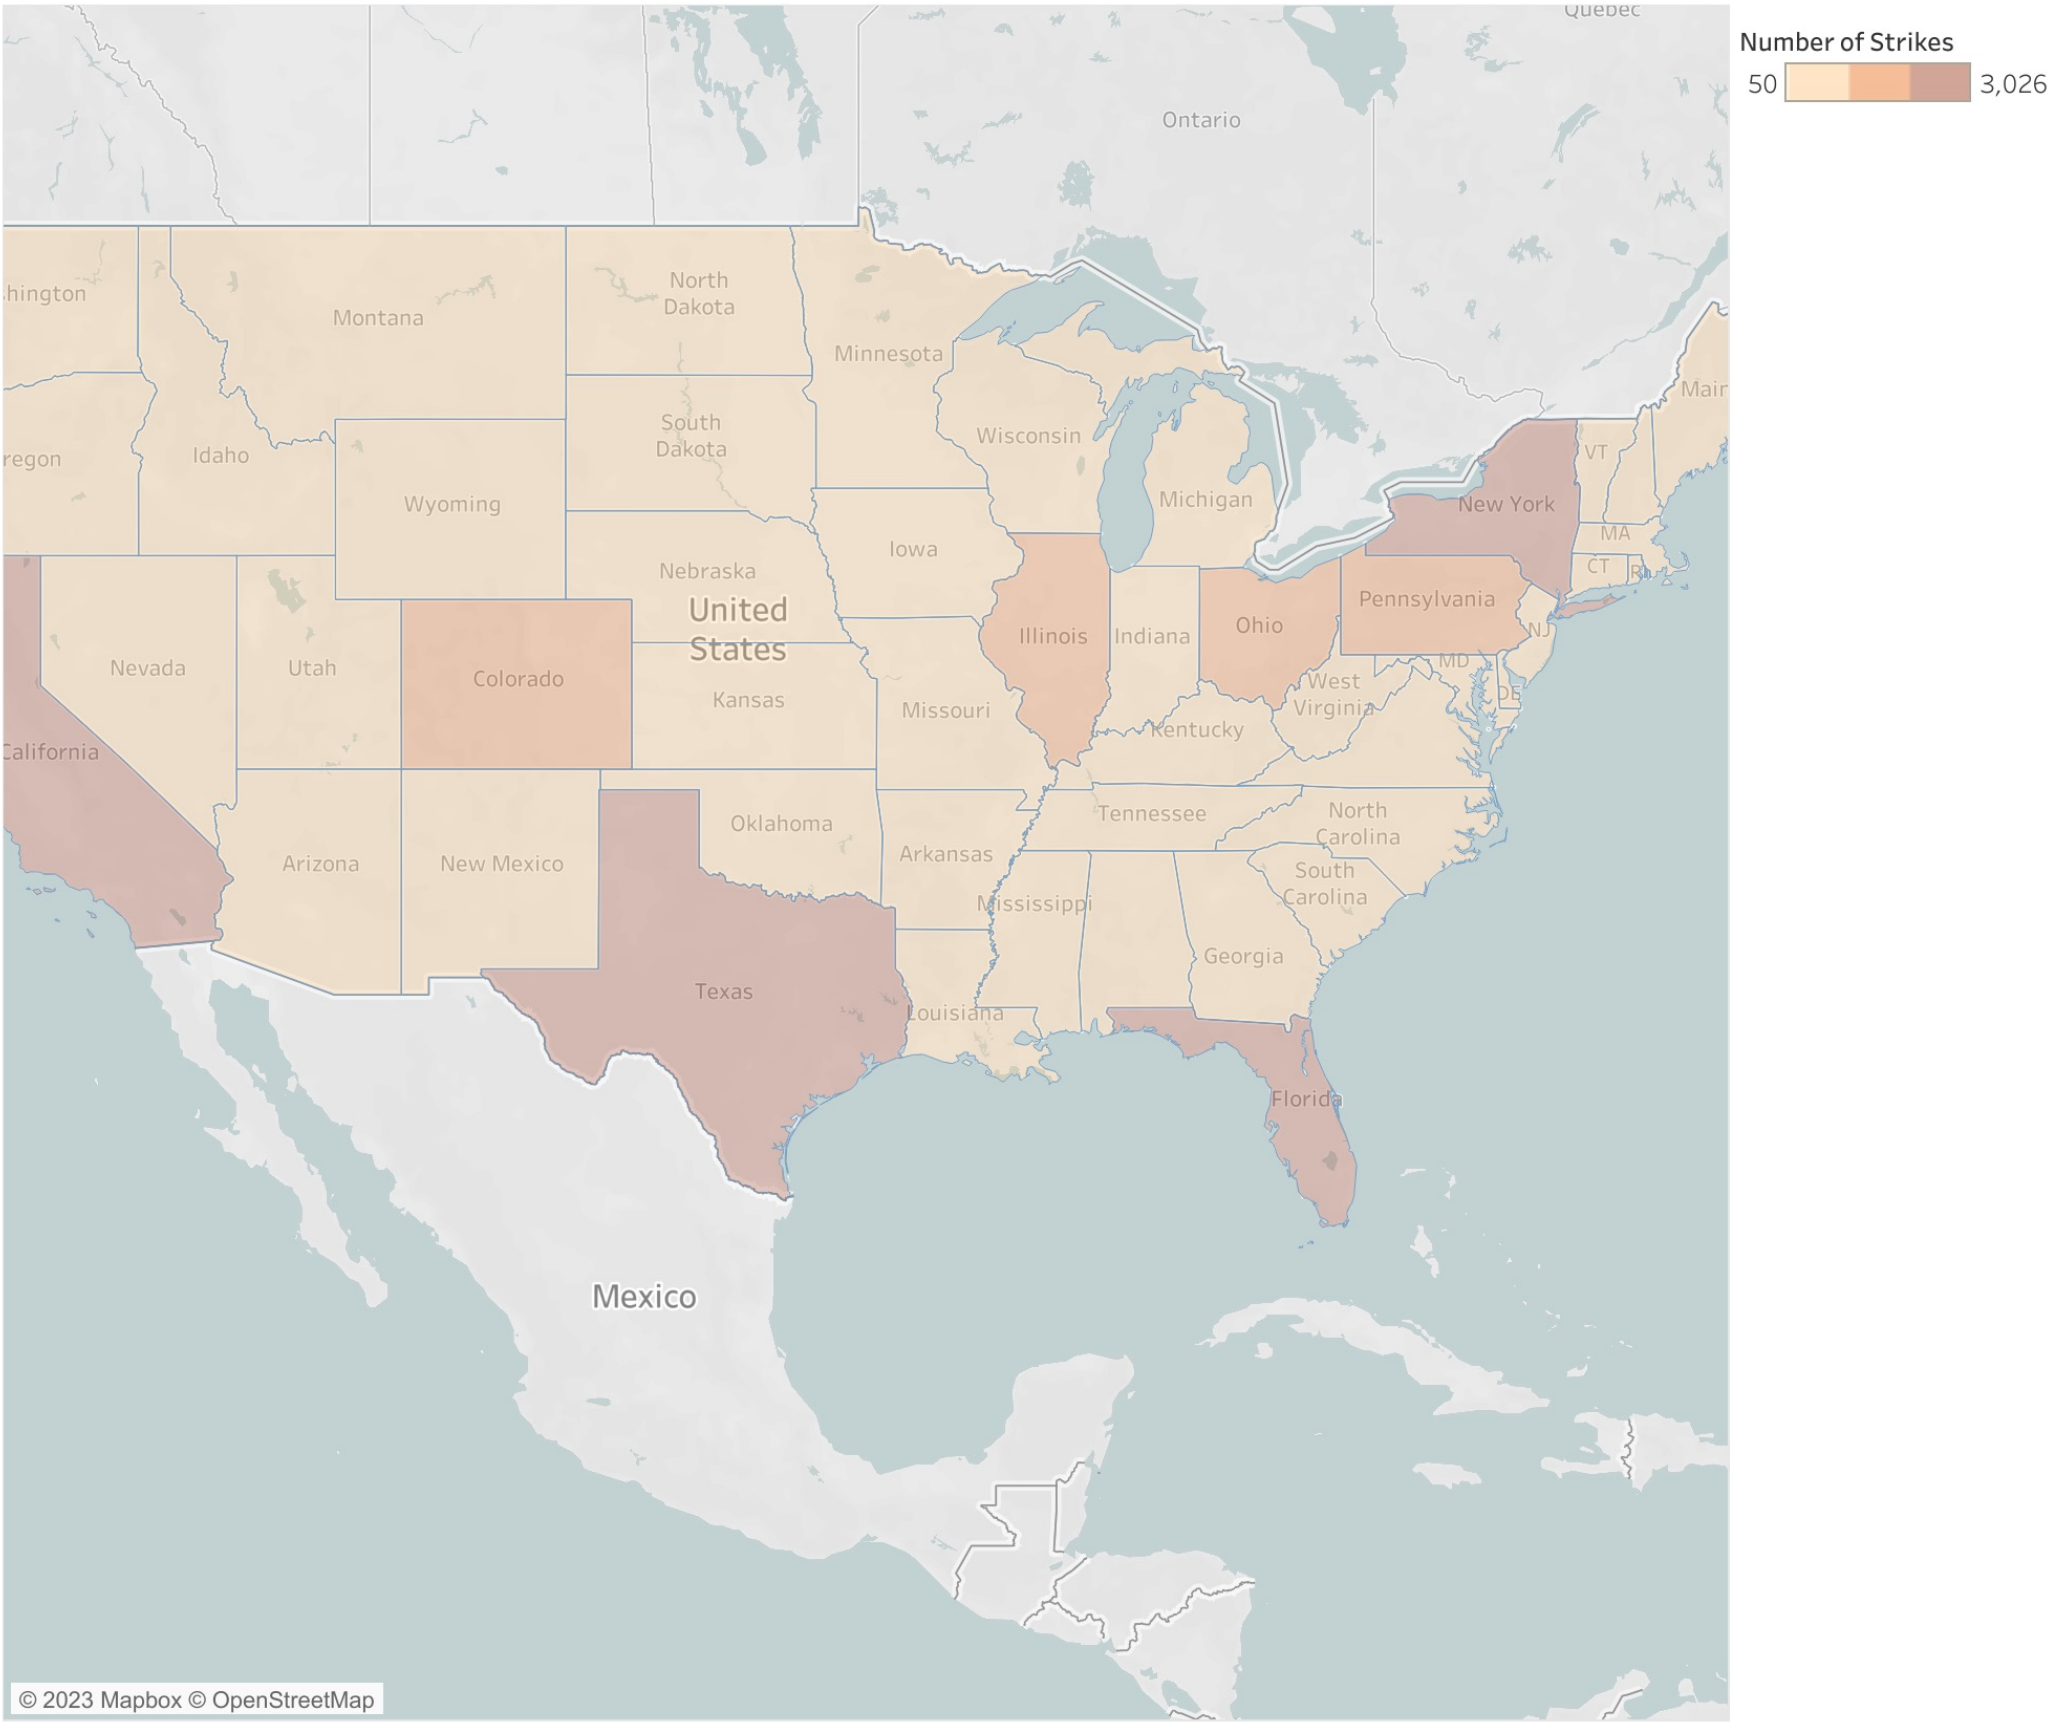 Quebec
Number of Strikes
50
3,026
Ontario
hington
Montana
North
Dakota
Minnesota
Main
regon
Idaho
Wyoming
South
Dakota
Wisconsin
Michigan
New York
VT
MA
CT
RI
Iowa
Nebraska
United
States
Illinois
Indiana
Ohio
Pennsylvania
NJ
MD
DE
Nevada
Utah
Colorado
Kansas
Missouri
West
Virginia
Kentucky
California
Arizona
New Mexico
Oklahoma
Arkansas
Tennessee
North
Carolina
South
Carolina
Mississippi
Georgia
Texas
Louisiana
Florida
Mexico
© 2023 Mapbox © OpenStreetMap